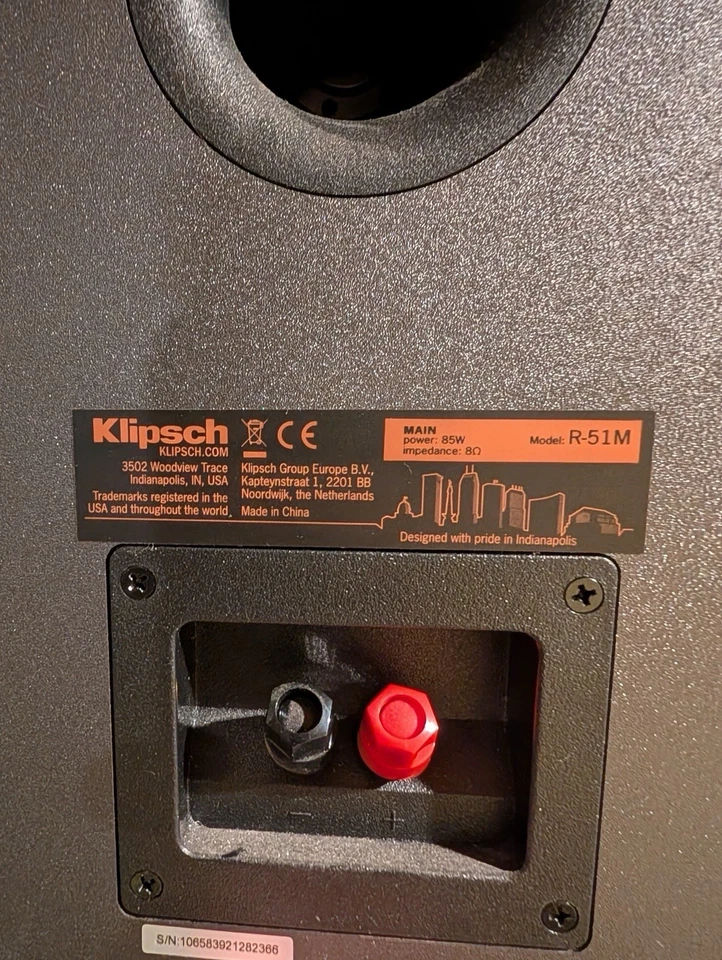 Klipsch
KLIPSCH.COM
3502 Woodview Trace
Indianapolis, IN, USA
Trademarks registered in the
USA and throughout the world.
CE
Klipsch Group Europe B.V.,
Kapteynstraat 1, 2201 BB
Noordwijk, the Netherlands
Made in China
MAIN
power: 85W
impedance: 8Ω
Model: R-51M
Designed with pride in Indianapolis
− +
S/N:106583921282366